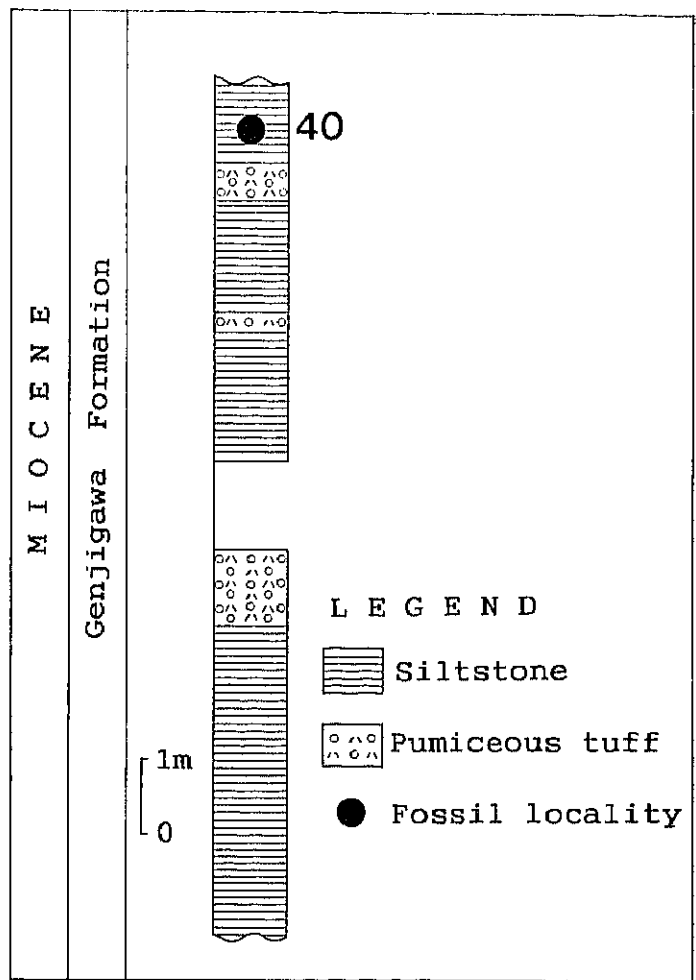 MIOCENE
Genjigawa Formation
40
1m
0
LEGEND
Siltstone
Pumiceous tuff
Fossil locality